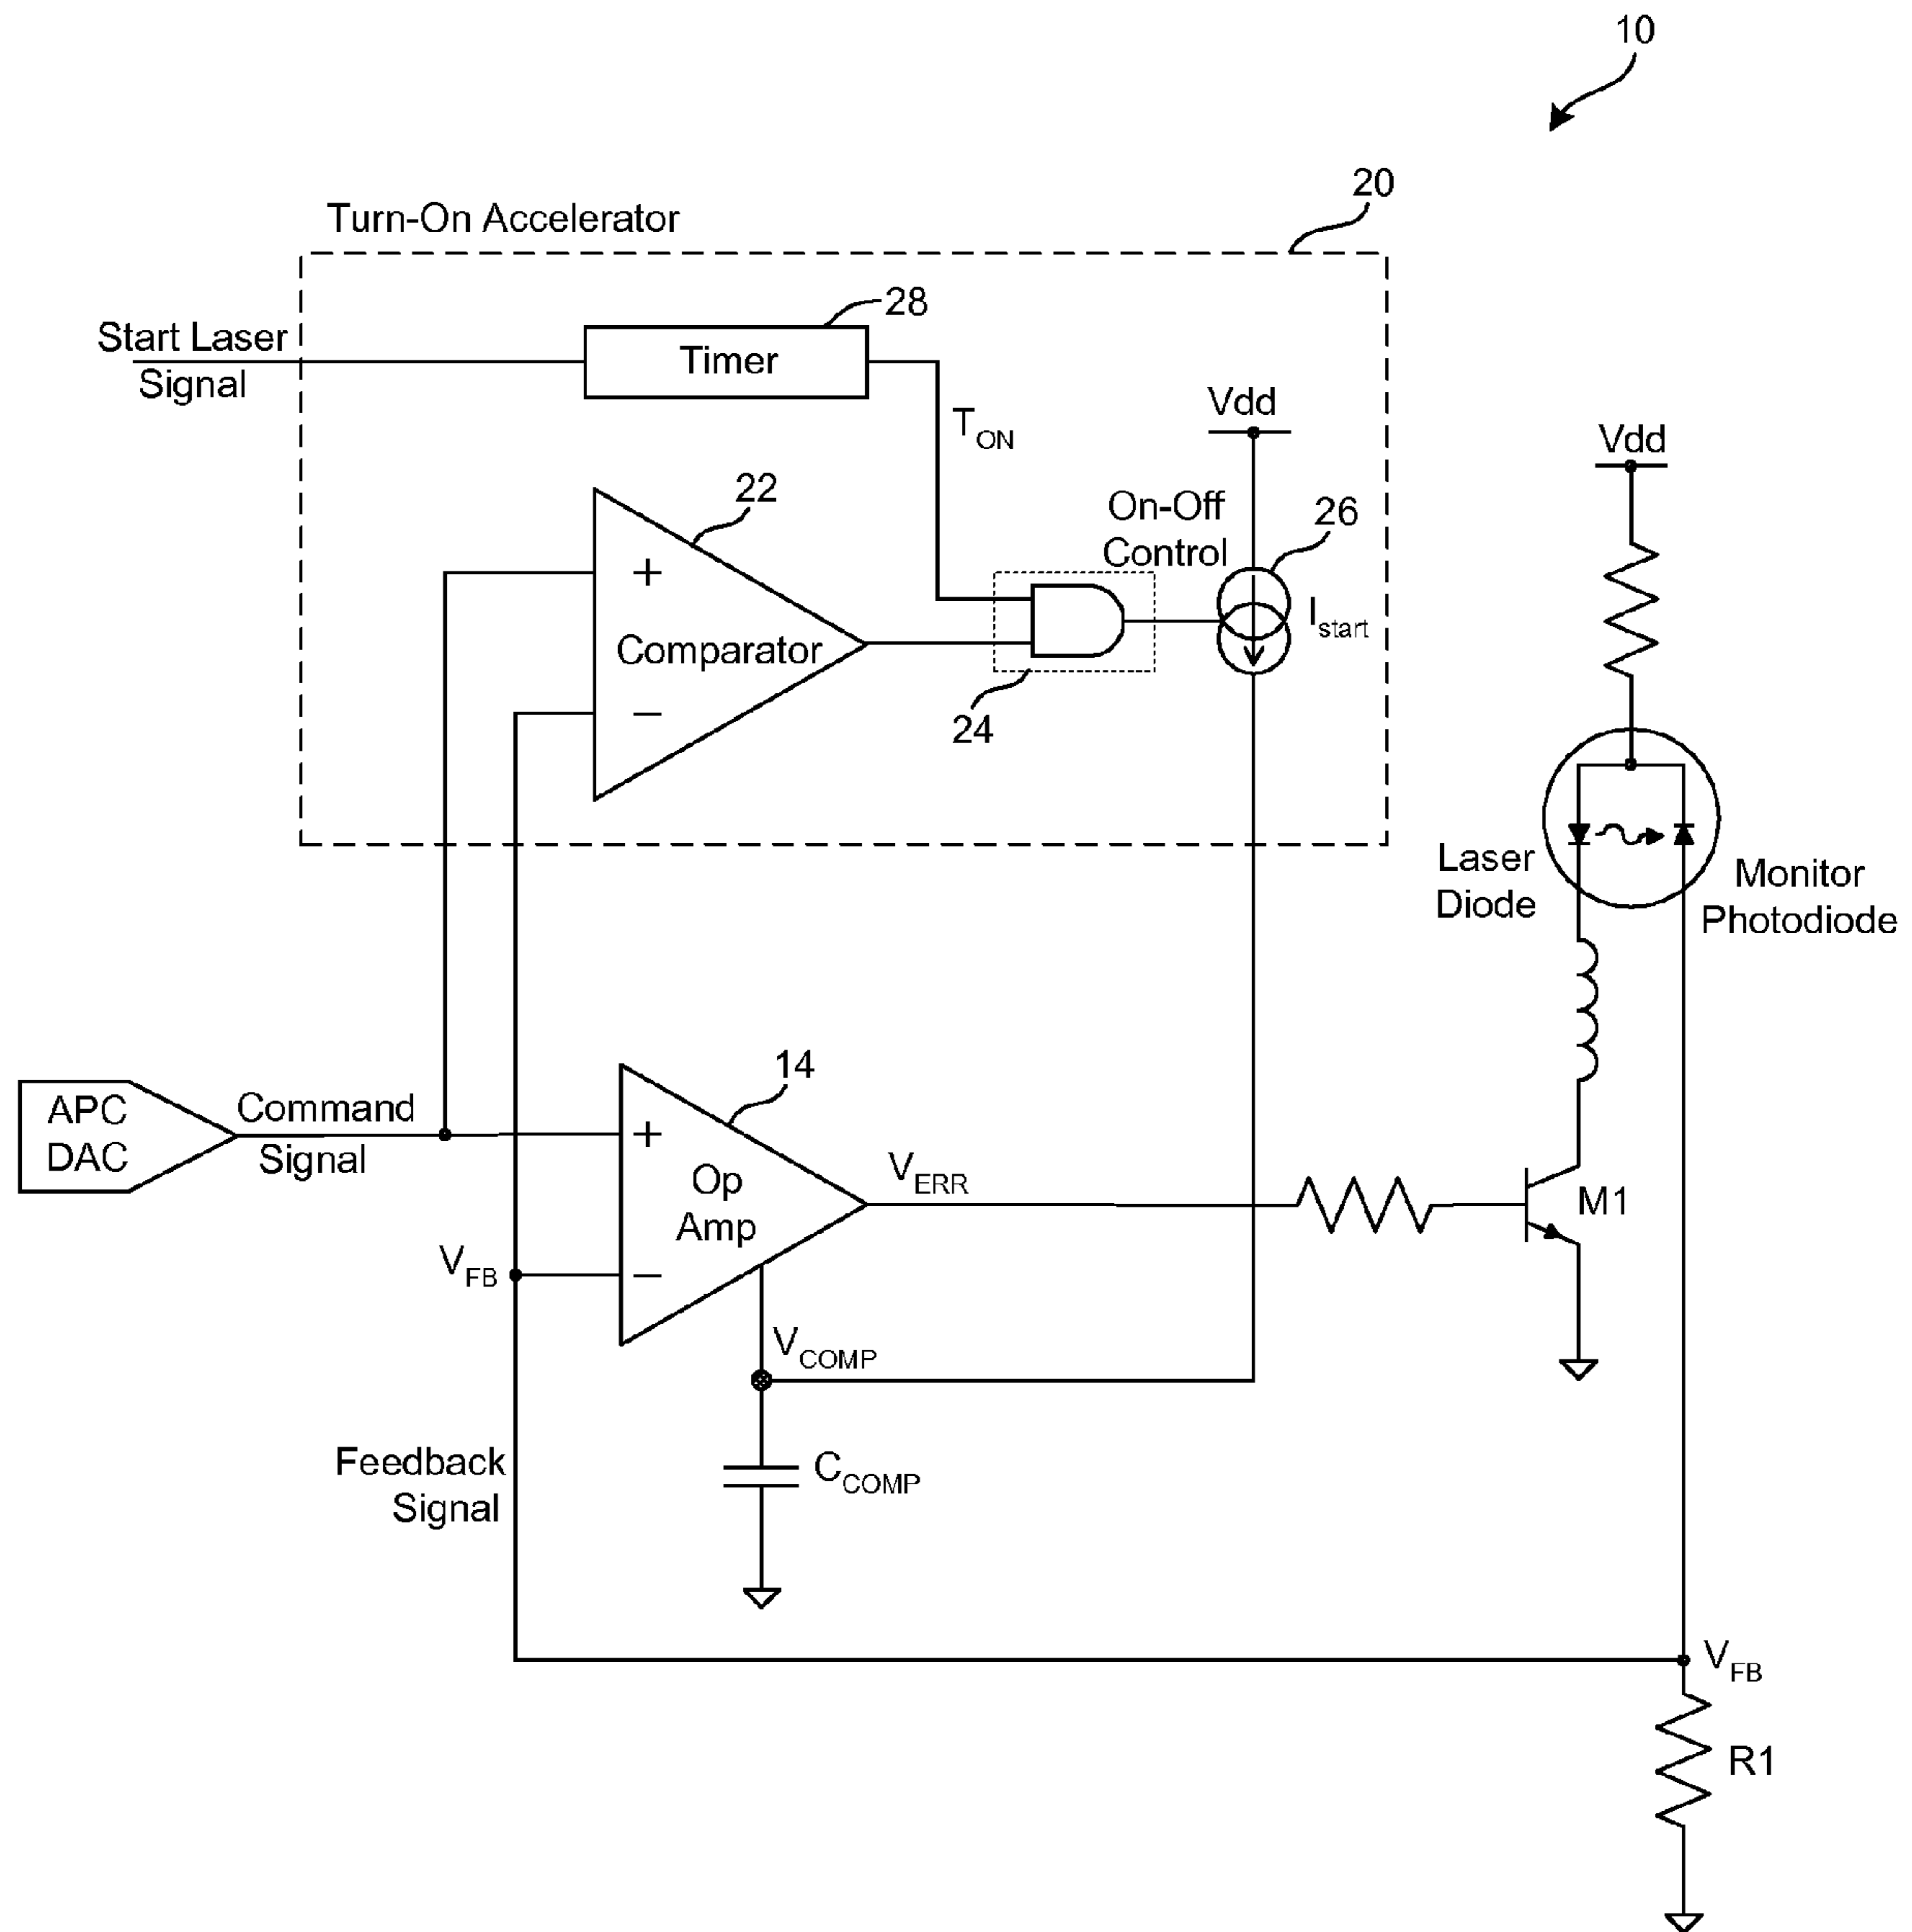 10
20
Turn-On Accelerator
28
Start Laser
Signal
Timer
Vdd
T_ON
Vdd
22
On-Off
Control
26
+
I_start
Comparator
−
24
Laser
Diode
Monitor
Photodiode
14
APC
DAC
Command
Signal
+
Op
Amp
V_ERR
M1
V_FB
−
V_COMP
Feedback
Signal
C_COMP
V_FB
R1